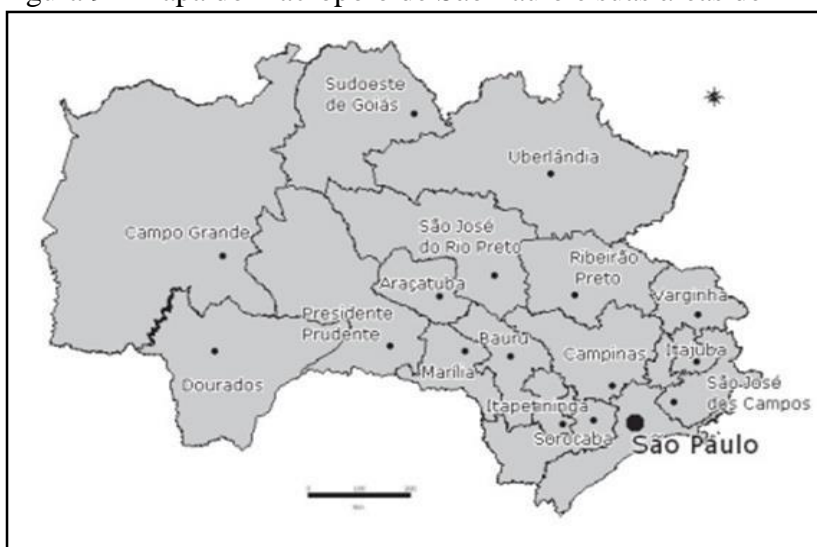 Sudoeste
de Goiás
Uberlândia
Campo Grande
São José
do Rio Preto
Ribeirão
Preto
Araçatuba
Varginha
Presidente
Prudente
Bauru
Campinas
Itajubá
Marília
Dourados
São José
dos Campos
Itapetininga
Sorocaba
São Paulo